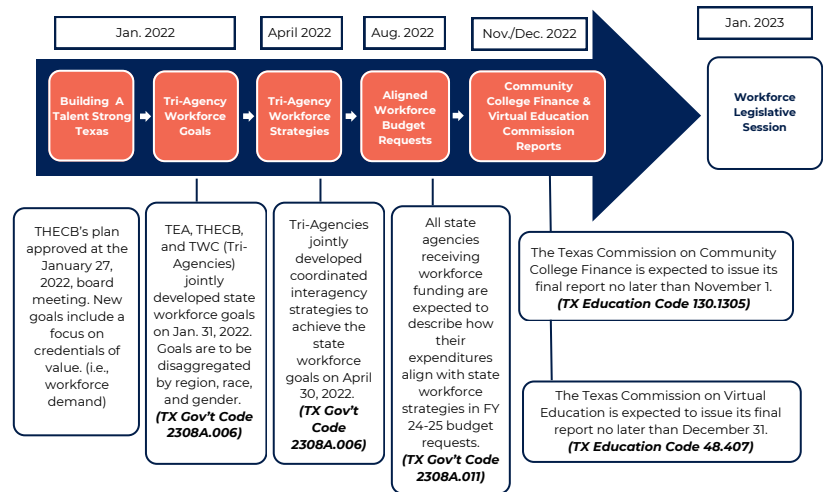 Jan. 2022
April 2022
Aug. 2022
Nov./Dec. 2022
Jan. 2023
Building A
Talent Strong
Texas
Tri-Agency
Workforce
Goals
Tri-Agency
Workforce
Strategies
Aligned
Workforce
Budget
Requests
Community
College Finance &
Virtual Education
Commission
Reports
Workforce
Legislative
Session
THECB’s plan
approved at the
January 27,
2022, board
meeting. New
goals include a
focus on
credentials of
value. (i.e.,
workforce
demand)
TEA, THECB,
and TWC (Tri-
Agencies)
jointly
developed state
workforce goals
on Jan. 31, 2022.
Goals are to be
disaggregated
by region, race,
and gender.
(TX Gov’t Code
2308A.006)
Tri-Agencies
jointly
developed
coordinated
interagency
strategies to
achieve the
state
workforce
goals on April
30, 2022.
(TX Gov’t
Code
2308A.006)
All state
agencies
receiving
workforce
funding are
expected to
describe how
their
expenditures
align with state
workforce
strategies in FY
24-25 budget
requests.
(TX Gov’t Code
2308A.011)
The Texas Commission on Community
College Finance is expected to issue its
final report no later than November 1.
(TX Education Code 130.1305)
The Texas Commission on Virtual
Education is expected to issue its final
report no later than December 31.
(TX Education Code 48.407)